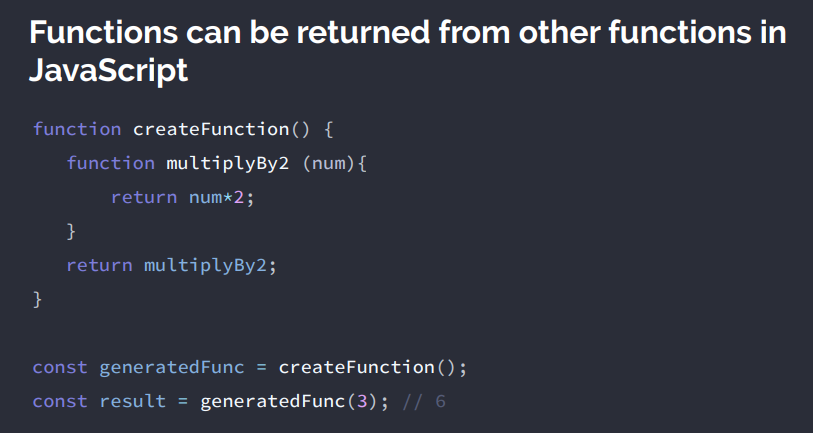 Functions can be returned from other functions in
JavaScript
function createFunction() {
function multiplyBy2 (num){
return num*2;
}
return multiplyBy2;
}
const generatedFunc = createFunction();
const result = generatedFunc(3); // 6